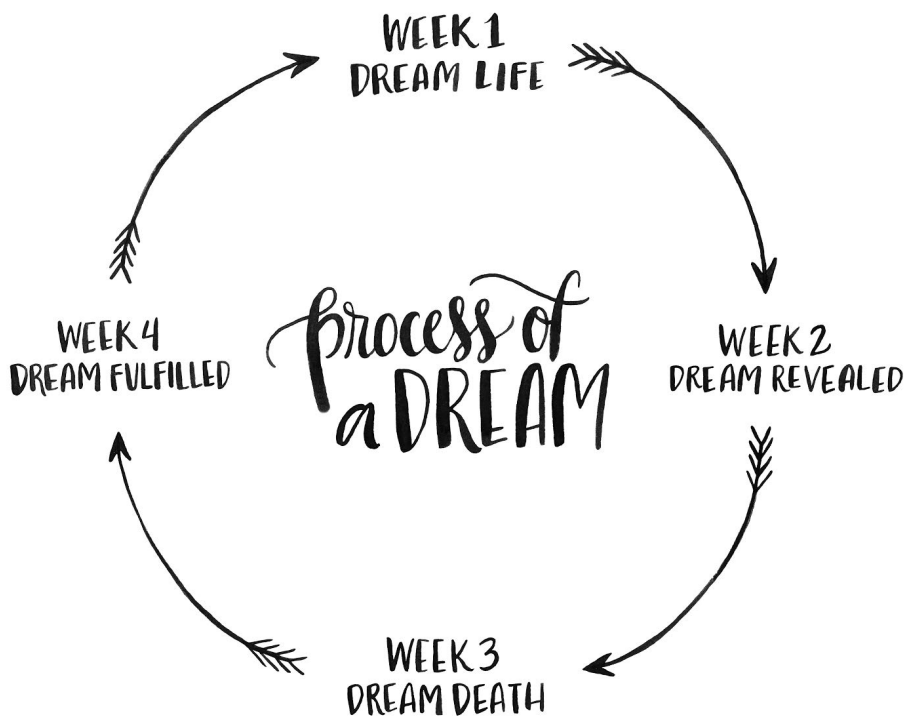 WEEK 1
DREAM LIFE
WEEK 2
DREAM REVEALED
WEEK 3
DREAM DEATH
WEEK 4
DREAM FULFILLED
process of
a DREAM